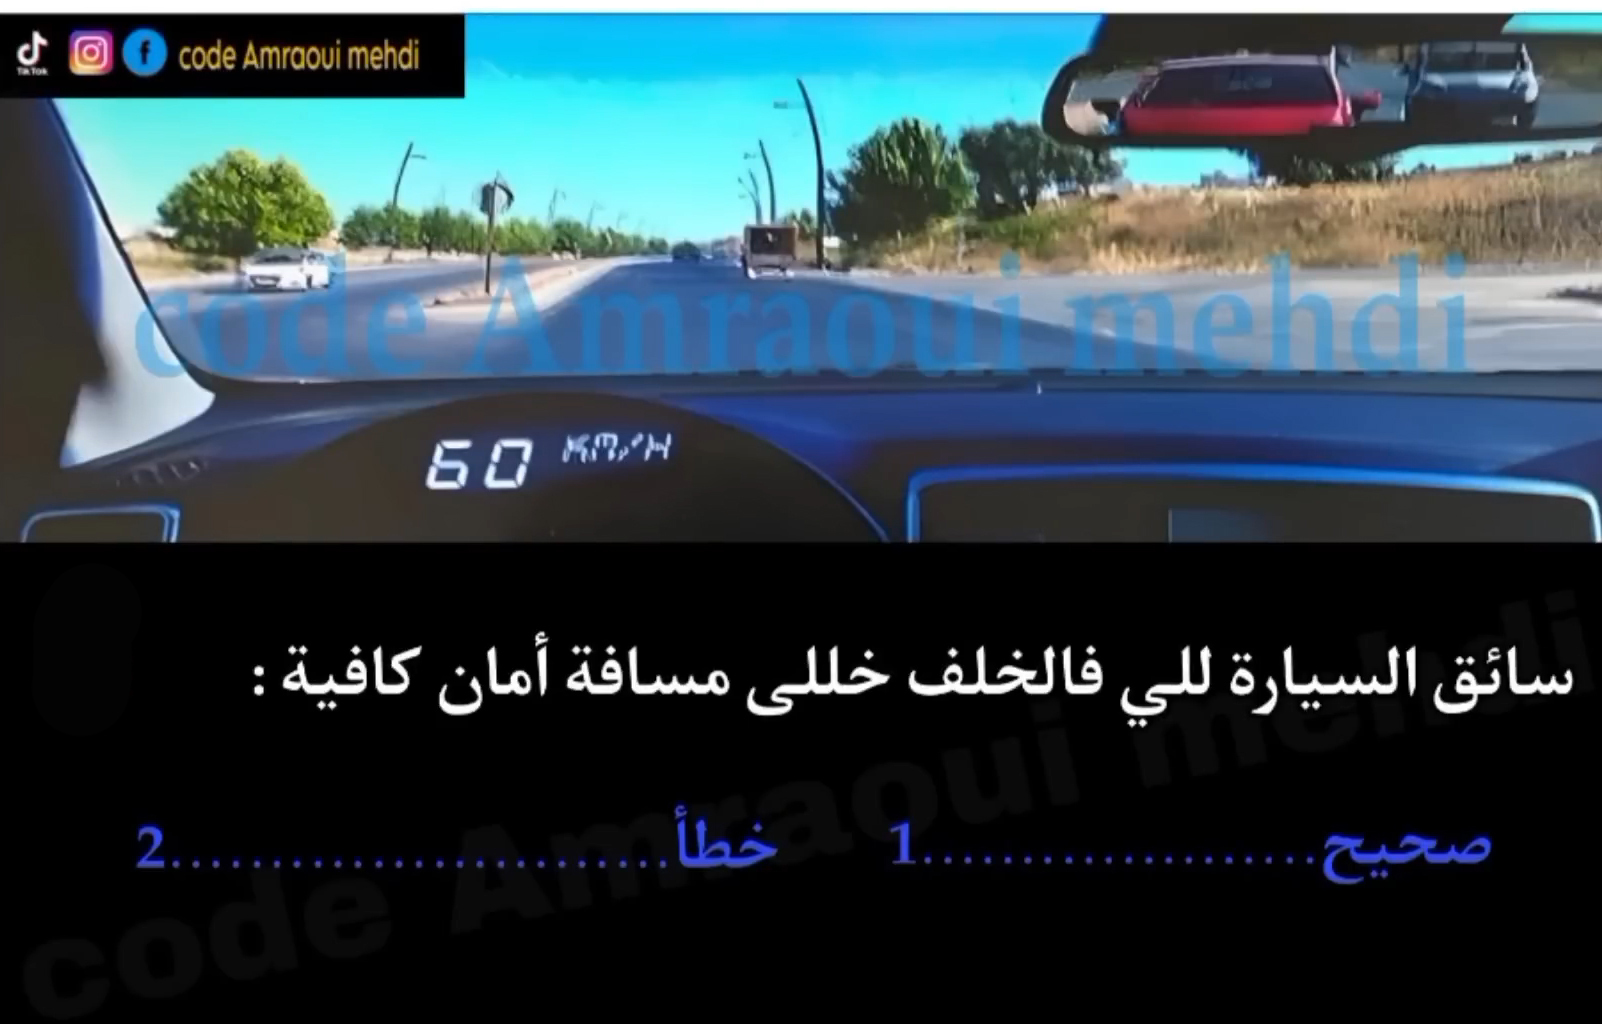 TikTok code Amraoui mehdi
code Amraoui mehdi
60 KM/H
سائق السيارة للي فالخلف خللى مسافة أمان كافية :
صحيح....................1 خطأ..........................2
code Amraoui mehdi